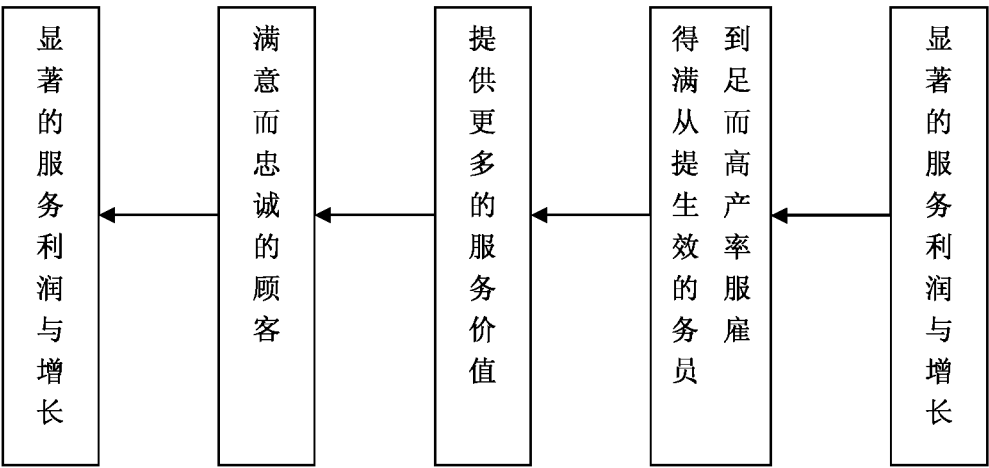 显著的服务利润与增长
满意而忠诚的顾客
提供更多的服务价值
得到满足从而提高生产效率的服务雇员
显著的服务利润与增长